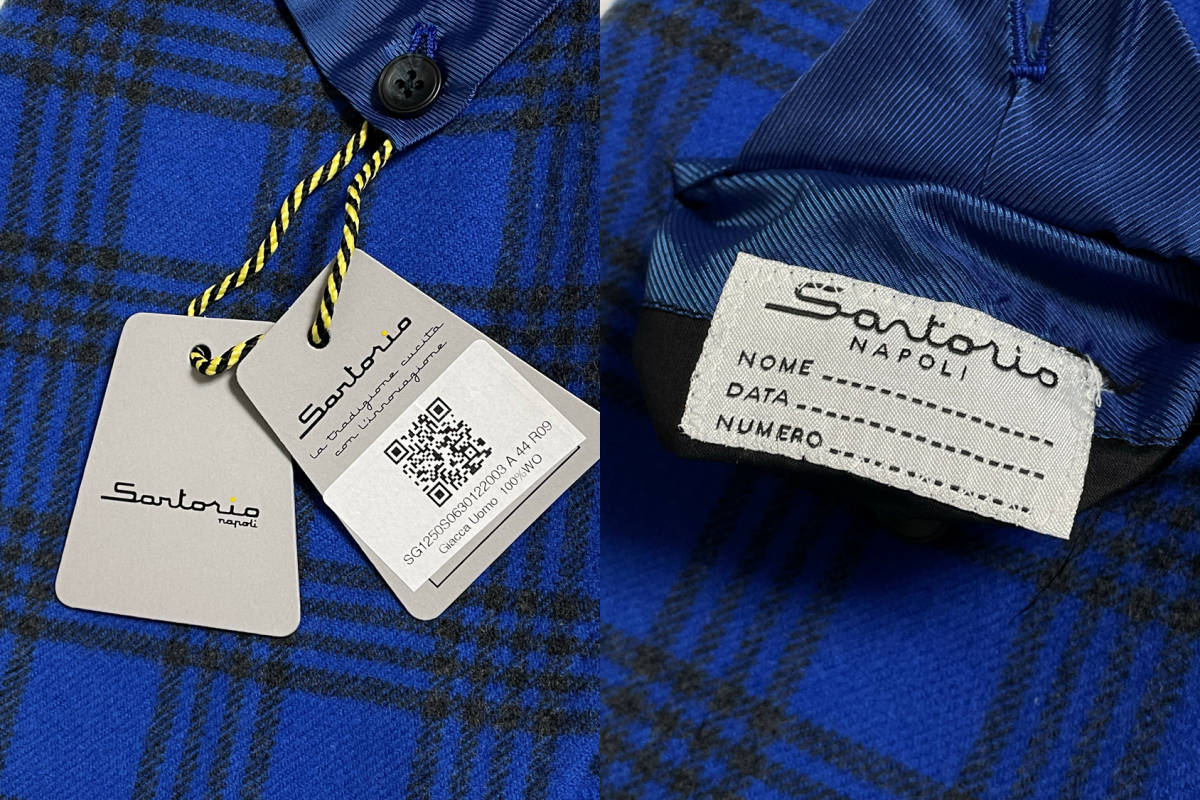 Sartorio
napoli
Sartorio
la tradizione cucita
con l'innovazione
SG1250S0630122003 A 44 R09
Giacca Uomo 100%WO
Sartorio
NAPOLI
NOME
DATA
NUMERO